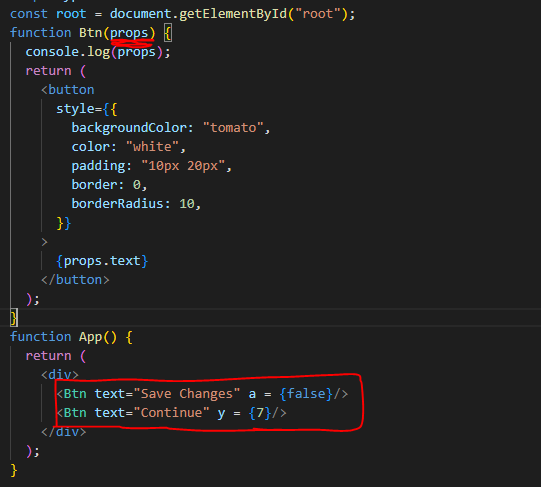 const root = document.getElementById("root");
function Btn(props) {
  console.log(props);
  return (
    <button
      style={{
        backgroundColor: "tomato",
        color: "white",
        padding: "10px 20px",
        border: 0,
        borderRadius: 10,
      }}
    >
      {props.text}
    </button>
  );
}
function App() {
  return (
    <div>
      <Btn text="Save Changes" a = {false}/>
      <Btn text="Continue" y = {7}/>
    </div>
  );
}